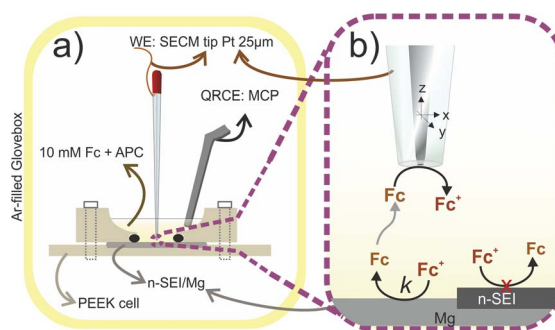 a)
WE: SECM tip Pt 25µm
QRCE: MCP
10 mM Fc + APC
Ar-filled Glovebox
n-SEI/Mg
PEEK cell
b)
z
x
y
Fc Fc⁺
Fc Fc⁺ Fc⁺ Fc
k
n-SEI
Mg